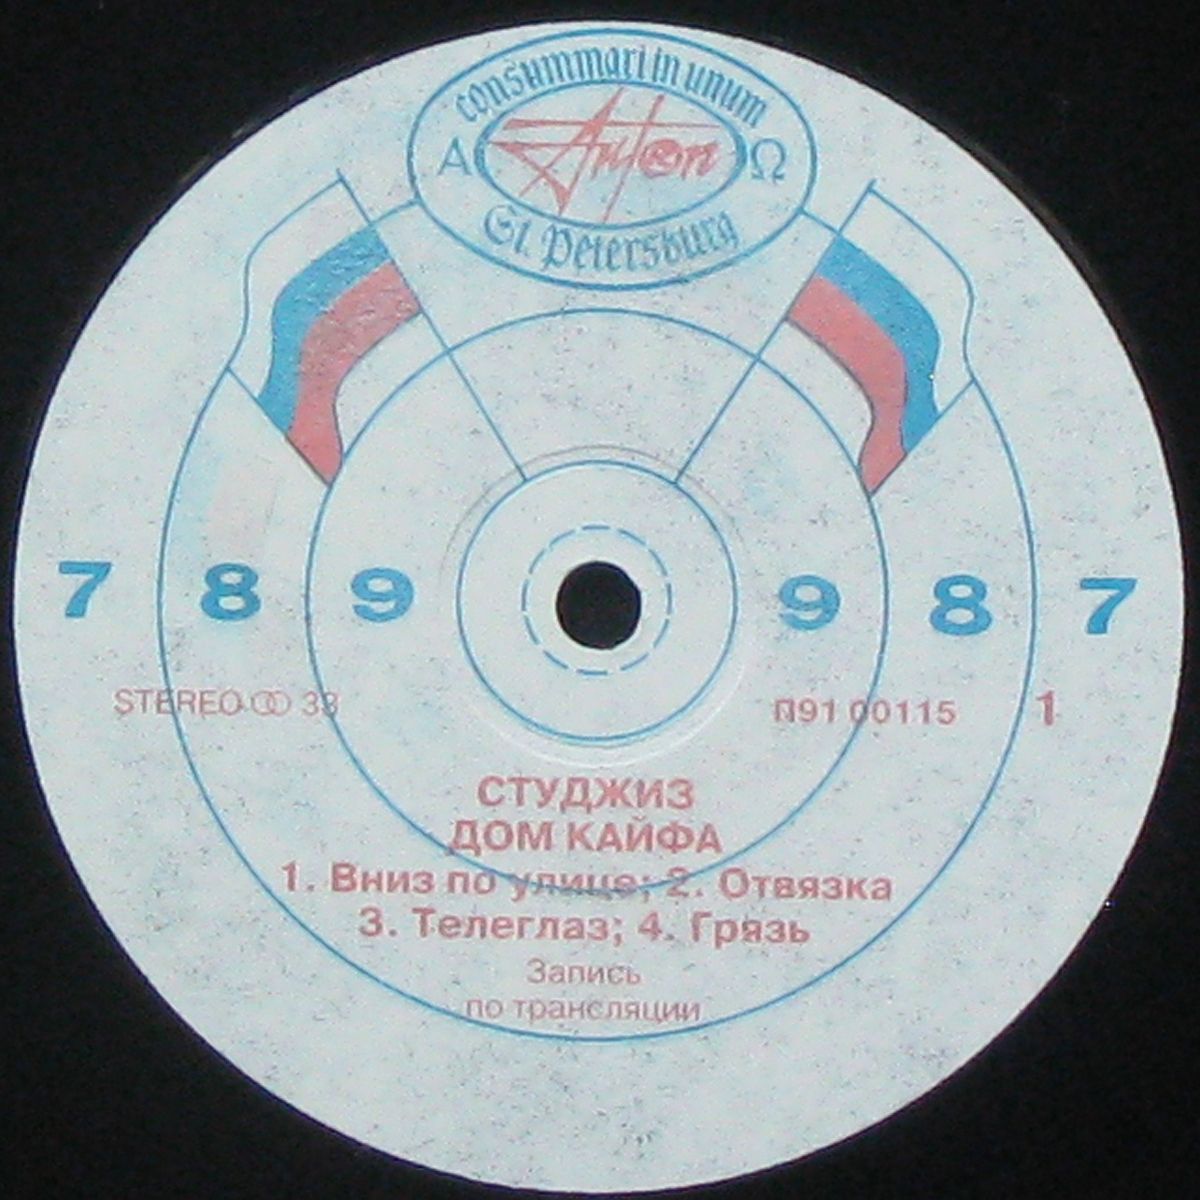 consummari in unum
Α Anton Ω
St. Petersburg
7 8 9 9 8 7
STEREO 33 П91 00115 1
СТУДЖИЗ
ДОМ КАЙФА
1. Вниз по улице; 2. Отвязка
3. Телеглаз; 4. Грязь
Запись
по трансляции